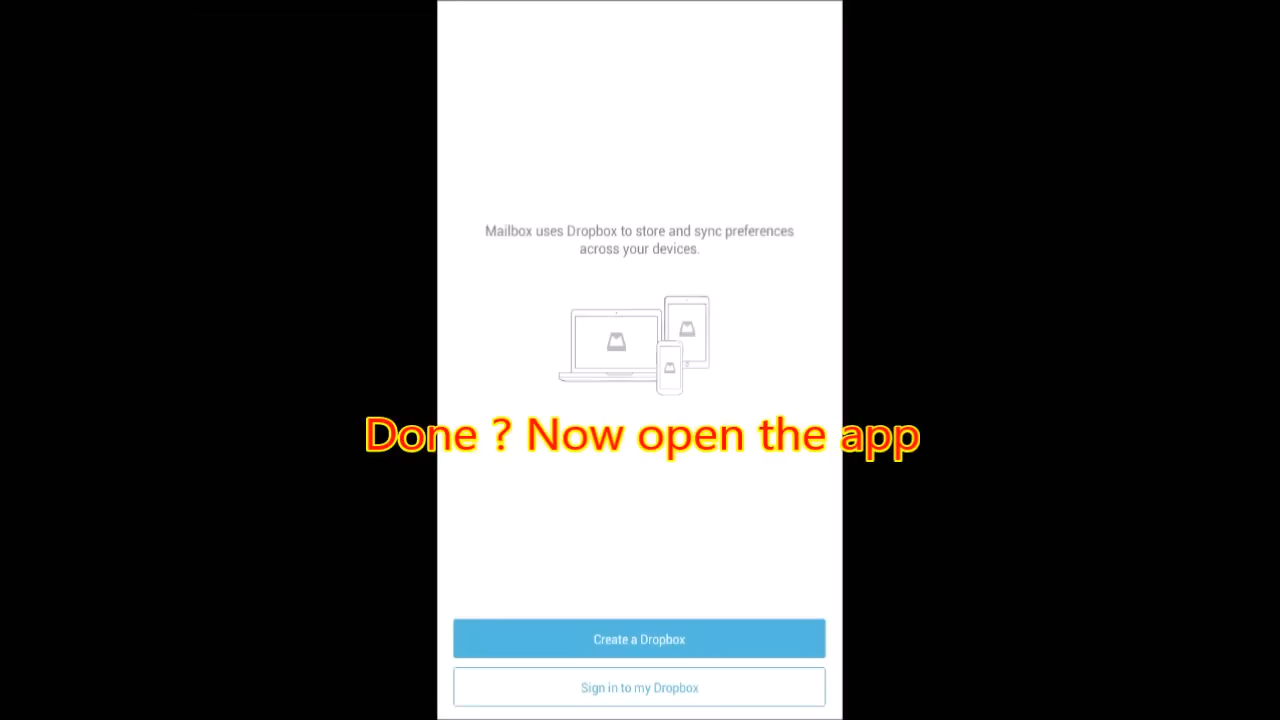 Mailbox uses Dropbox to store and sync preferences
across your devices.
Done ? Now open the app
Create a Dropbox
Sign in to my Dropbox